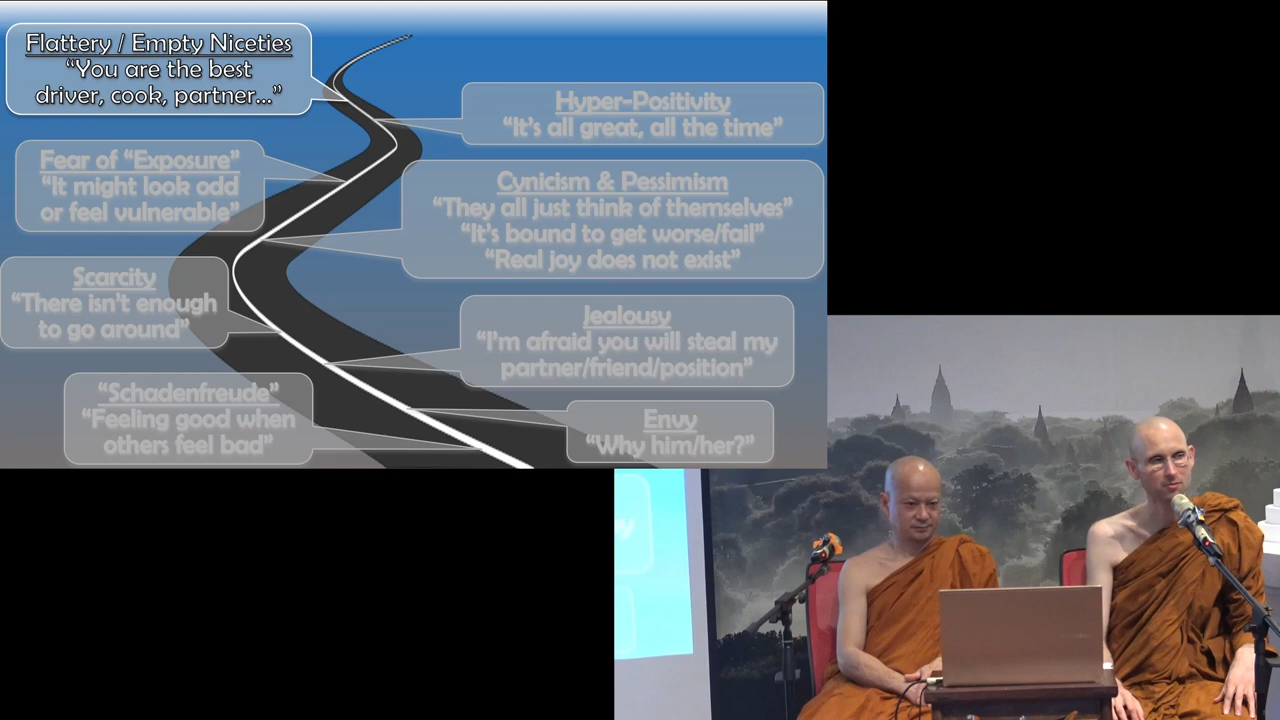 Flattery / Empty Niceties
“You are the best
driver, cook, partner...”
Hyper-Positivity
“It’s all great, all the time”
Fear of “Exposure”
“It might look odd
or feel vulnerable”
Cynicism & Pessimism
“They all just think of themselves”
“It’s bound to get worse/fail”
“Real joy does not exist”
Scarcity
“There isn’t enough
to go around”
Jealousy
“I’m afraid you will steal my
partner/friend/position”
“Schadenfreude”
“Feeling good when
others feel bad”
Envy
“Why him/her?”